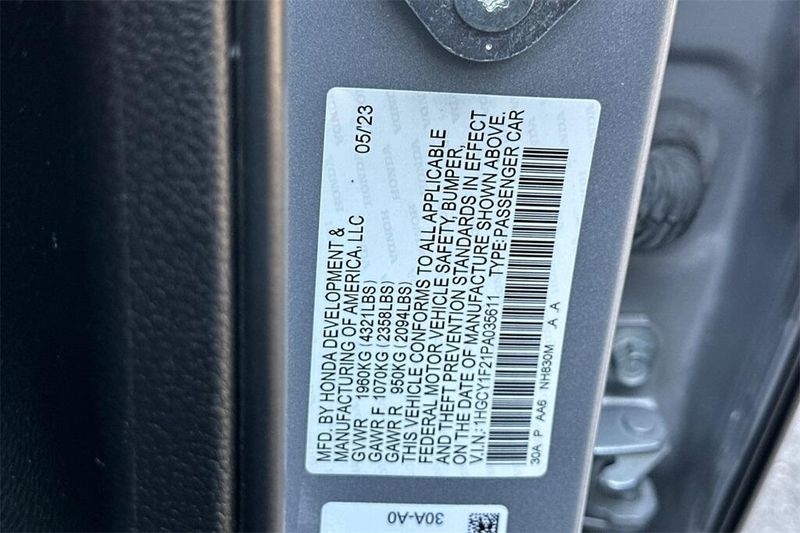 MFD. BY HONDA DEVELOPMENT &
MANUFACTURING OF AMERICA, LLC 05/'23
GVWR 1960KG (4321LBS)
GAWR F 1070KG (2358LBS)
GAWR R 950KG (2094LBS)
THIS VEHICLE CONFORMS TO ALL APPLICABLE
FEDERAL MOTOR VEHICLE SAFETY, BUMPER,
AND THEFT PREVENTION STANDARDS IN EFFECT
ON THE DATE OF MANUFACTURE SHOWN ABOVE.
V.I.N.:1HGCY1F21PA035611 TYPE:PASSENGER CAR
30A P AA6 NH830M .A .A
30A-A0